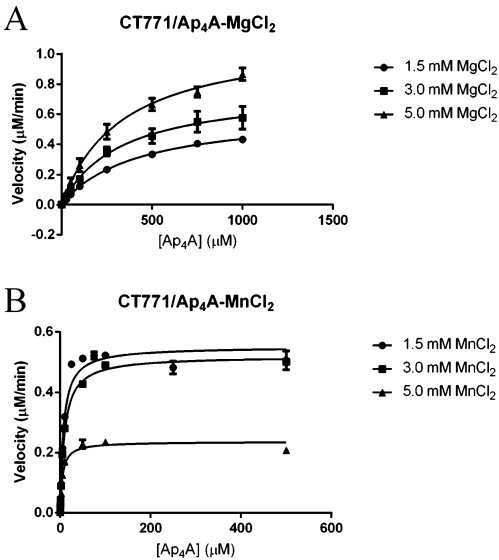 A
CT771/Ap4A-MgCl2
Velocity (μM/min)
1.0
0.8
0.6
0.4
0.2
0.0
-0.2
500
1000
1500
[Ap4A] (μM)
1.5 mM MgCl2
3.0 mM MgCl2
5.0 mM MgCl2
B
CT771/Ap4A-MnCl2
Velocity (μM/min)
0.6
0.4
0.2
0.0
0
200
400
600
[Ap4A] (μM)
1.5 mM MnCl2
3.0 mM MnCl2
5.0 mM MnCl2